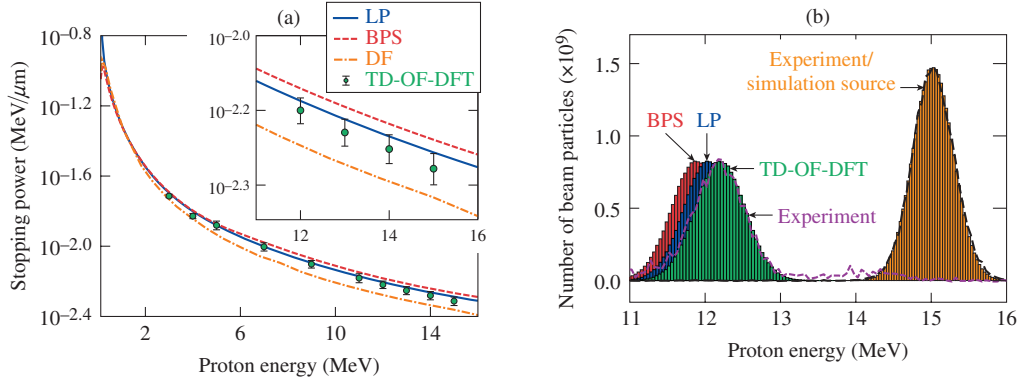 (a)
LP
BPS
DF
TD-OF-DFT
Stopping power (MeV/μm)
10–0.8
10–1.2
10–1.6
10–2.0
10–2.4
2
6
10
14
Proton energy (MeV)
10–2.0
10–2.2
10–2.3
12
14
16
(b)
Number of beam particles (×10⁹)
1.5
1.0
0.5
0.0
11
12
13
14
15
16
Proton energy (MeV)
BPS
LP
TD-OF-DFT
Experiment
Experiment/
simulation source